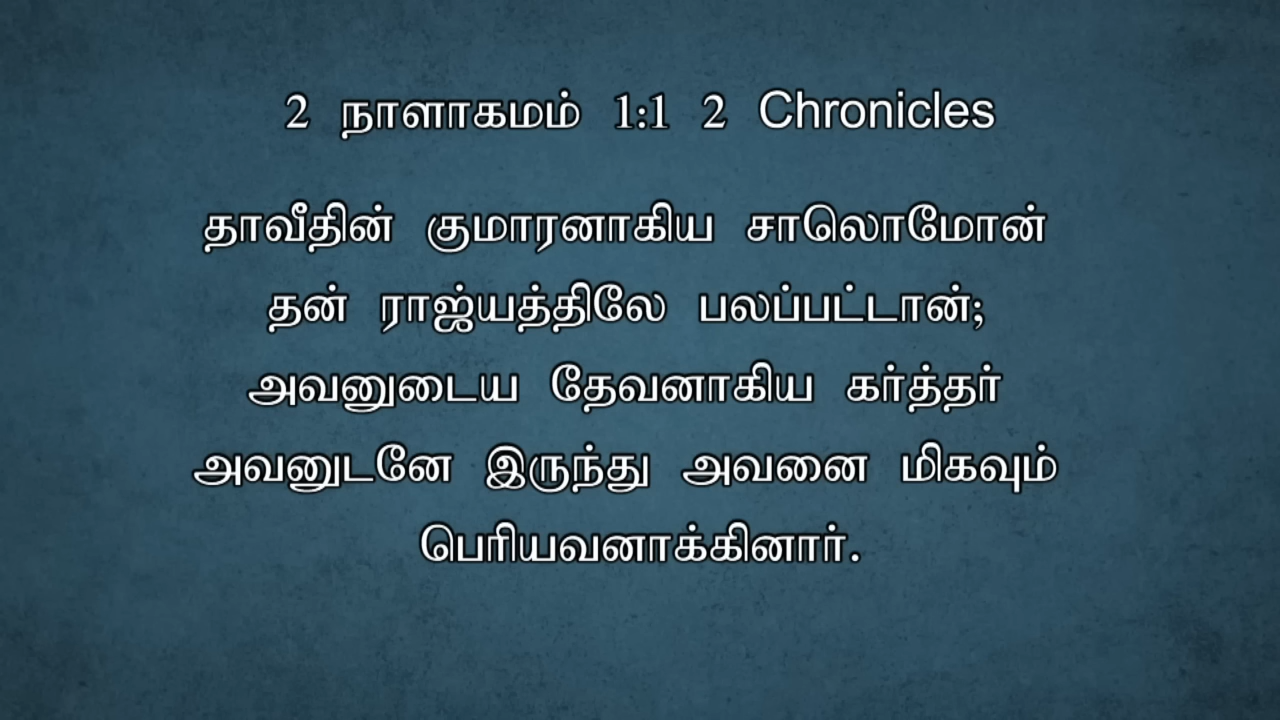 2 நாளாகமம் 1:1 2 Chronicles
தாவீதின் குமாரனாகிய சாலொமோன்
தன் ராஜ்யத்திலே பலப்பட்டான்;
அவனுடைய தேவனாகிய கர்த்தர்
அவனுடனே இருந்து அவனை மிகவும்
பெரியவனாக்கினார்.